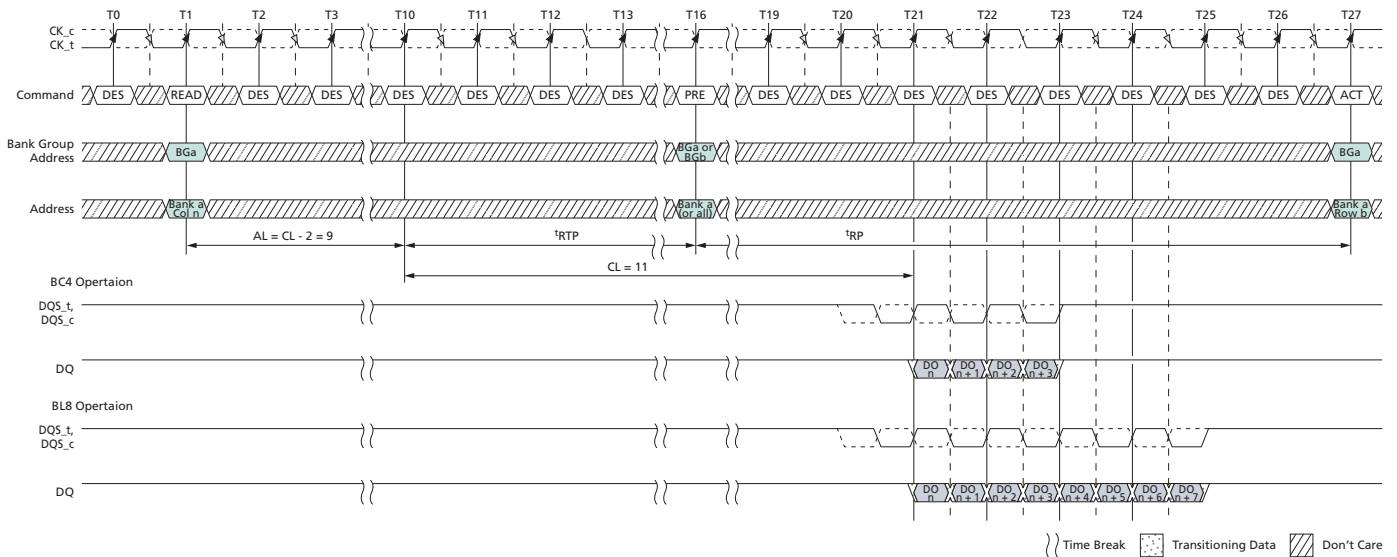 T0 T1 T2 T3 T10 T11 T12 T13 T16 T19 T20 T21 T22 T23 T24 T25 T26 T27
CK_c
CK_t
Command DES READ DES DES DES DES DES DES PRE DES DES DES DES DES DES DES DES ACT
Bank Group
Address
BGa
BGa or
BGb
BGa
Address
Bank a
Col n
Bank a
(or all)
Bank a
Row b
AL = CL - 2 = 9
tRTP
tRP
CL = 11
BC4 Opertaion
DQS_t,
DQS_c
DQ
DO
n
DO
n + 1
DO
n + 2
DO
n + 3
BL8 Opertaion
DQS_t,
DQS_c
DQ
DO
n
DO
n + 1
DO
n + 2
DO
n + 3
DO
n + 4
DO
n + 5
DO
n + 6
DO
n + 7
Time Break
Transitioning Data
Don't Care